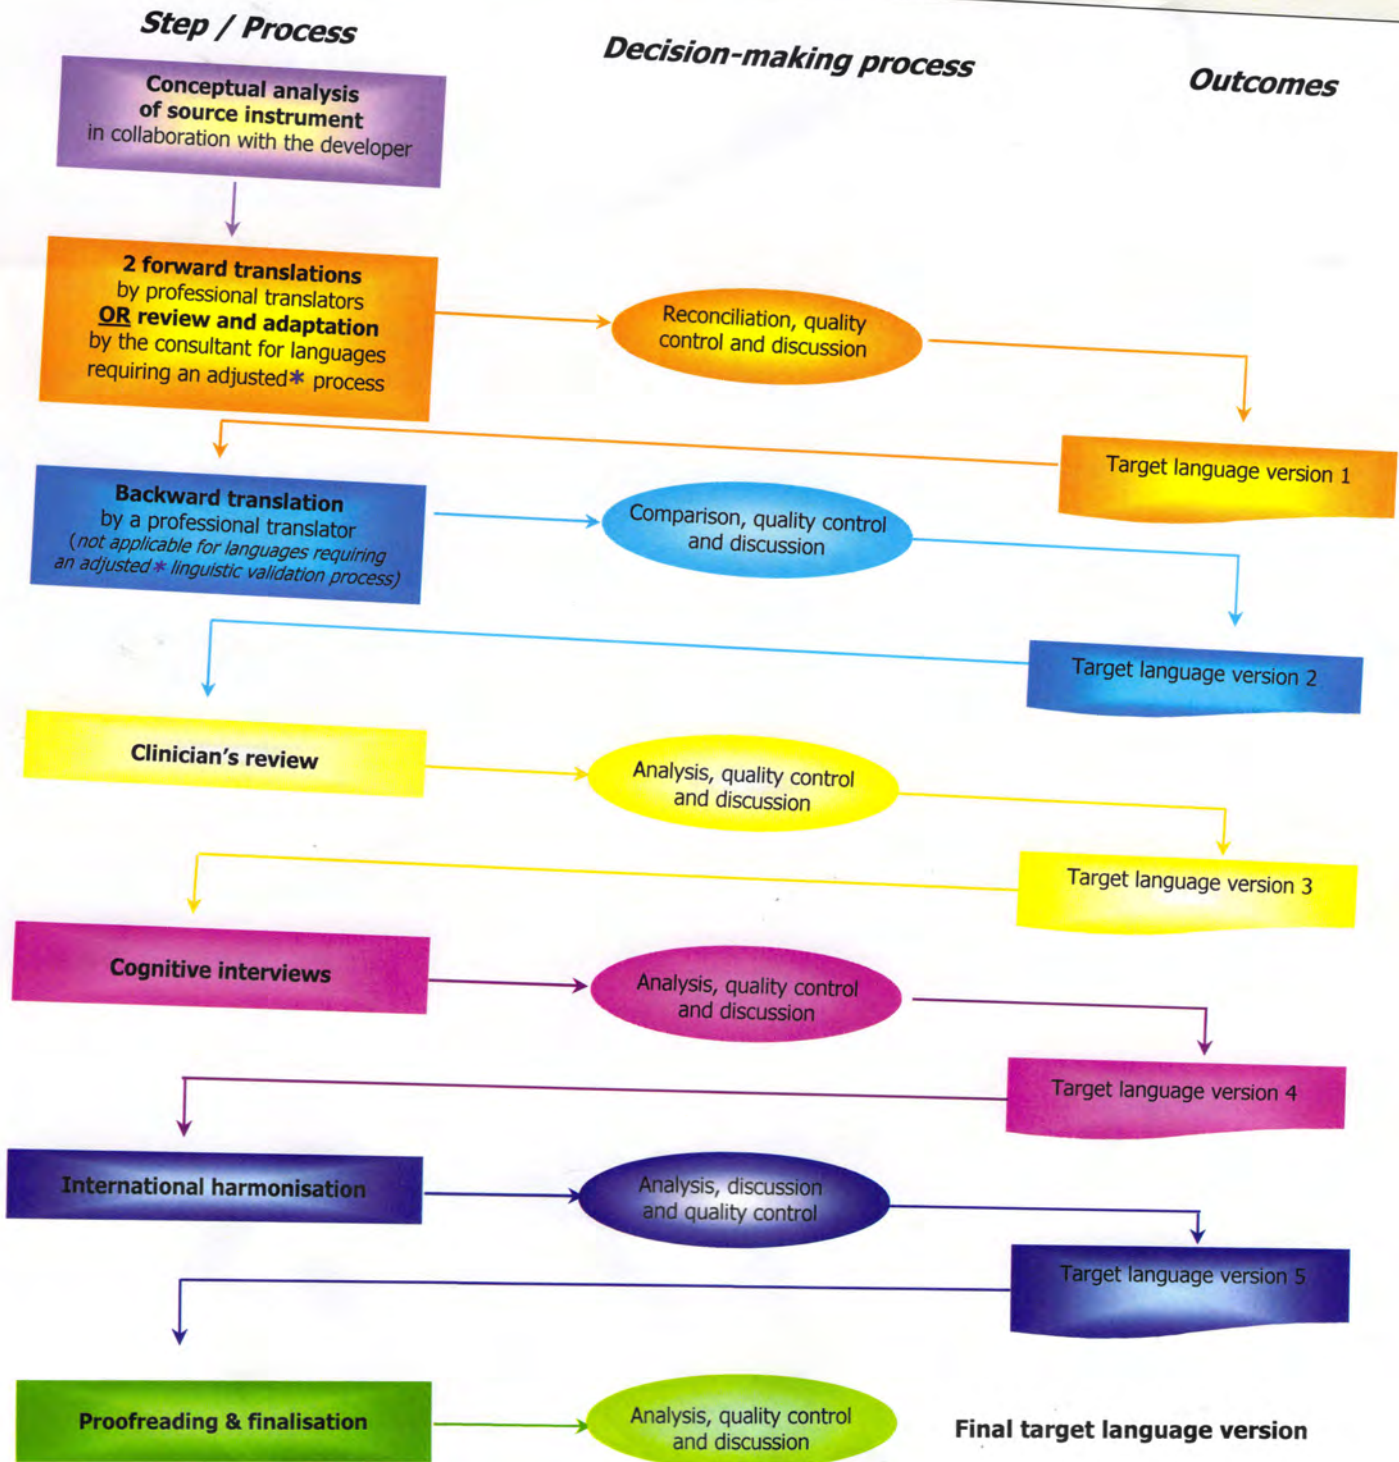 Step / Process
Decision-making process
Outcomes
Conceptual analysis
of source instrument
in collaboration with the developer
2 forward translations
by professional translators
OR review and adaptation
by the consultant for languages
requiring an adjusted* process
Reconciliation, quality
control and discussion
Target language version 1
Backward translation
by a professional translator
(not applicable for languages requiring
an adjusted* linguistic validation process)
Comparison, quality control
and discussion
Target language version 2
Clinician's review
Analysis, quality control
and discussion
Target language version 3
Cognitive interviews
Analysis, quality control
and discussion
Target language version 4
International harmonisation
Analysis, discussion
and quality control
Target language version 5
Proofreading & finalisation
Analysis, quality control
and discussion
Final target language version